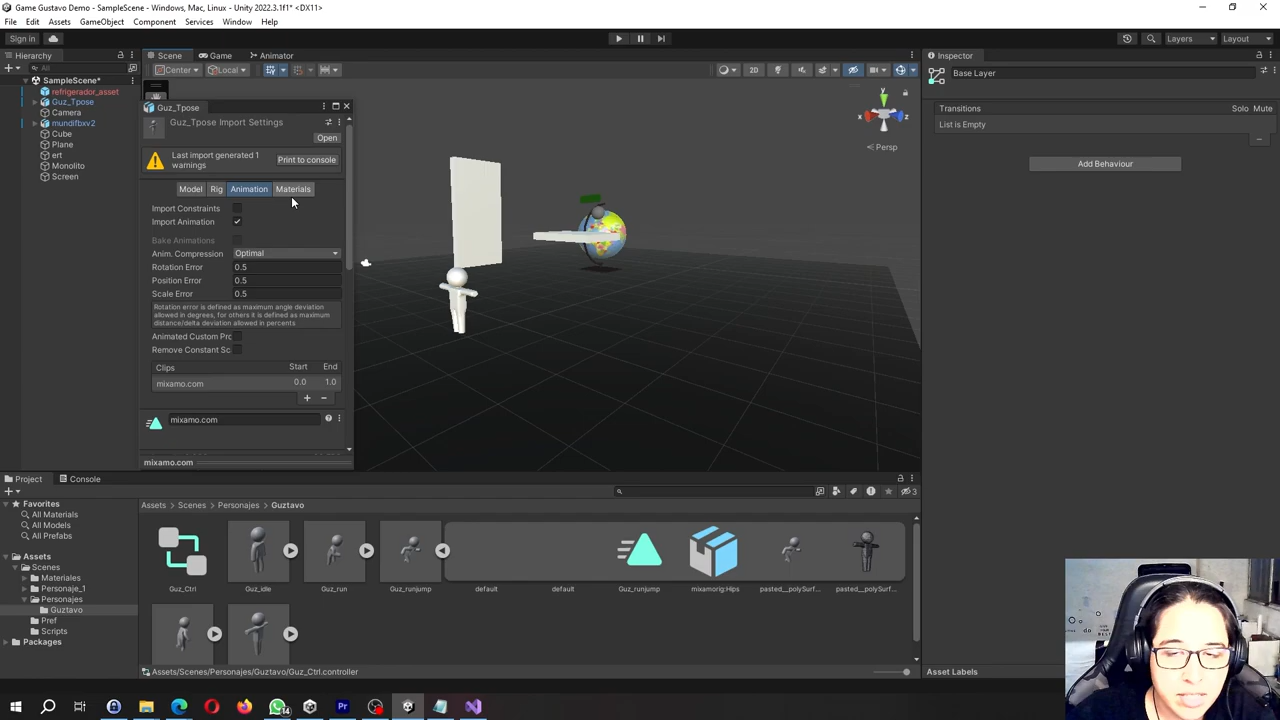 Game Gustavo Demo - SampleScene - Windows, Mac, Linux - Unity 2022.3.1f1* <DX11>
File Edit Assets GameObject Component Services Window Help
Sign in
Layers
Layout
Hierarchy
All
SampleScene*
refrigerador_asset
Guz_Tpose
Camera
mundifbxv2
Cube
Plane
ert
Monolito
Screen
Scene
Game
Animator
Center
Local
2D
Guz_Tpose
Guz_Tpose Import Settings
Open
Last import generated 1
warnings
Print to console
Model Rig Animation Materials
Import Constraints
Import Animation
Bake Animations
Anim. Compression Optimal
Rotation Error 0.5
Position Error 0.5
Scale Error 0.5
Rotation error is defined as maximum angle deviation
allowed in degrees, for others it is defined as maximum
distance/delta deviation allowed in percents
Animated Custom Pro
Remove Constant Sc
Clips Start End
mixamo.com 0.0 1.0
mixamo.com
mixamo.com
y
x
z
Persp
Inspector
Base Layer
Transitions Solo Mute
List is Empty
Add Behaviour
Asset Labels
Project
Console
3
Favorites
All Materials
All Models
All Prefabs
Assets
Scenes
Materiales
Personaje_1
Personajes
Guztavo
Pref
Scripts
Packages
Assets > Scenes > Personajes > Guztavo
Guz_Ctrl Guz_idle Guz_run Guz_runjump default default Guz_runjump mixamorig:Hips pasted__polySurf... pasted__polySurf...
Assets/Scenes/Personajes/Guztavo/Guz_Ctrl.controller
14
Pr